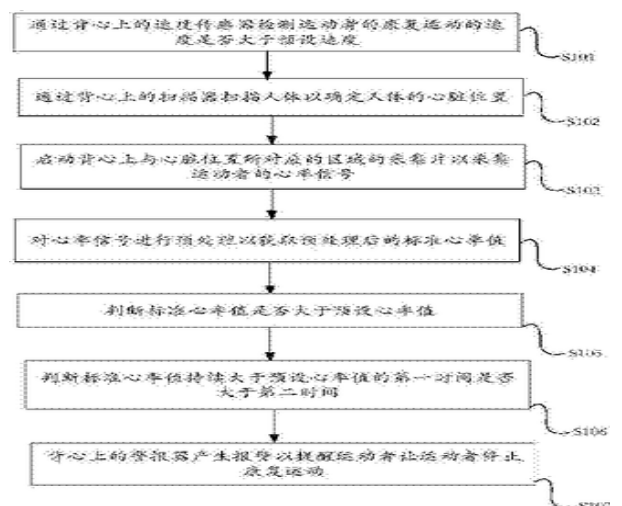 通过背心上的速度传感器检测运动者的康复运动的速
度是否大于预设速度
S101
通过背心上的扫描器扫描人体以确定人体的心脏位置
S102
启动背心上与心脏位置所对应的区域的采集片以采集
运动者的心率信号
S103
对心率信号进行预处理以获取预处理后的标准心率值
S104
判断标准心率值是否大于预设心率值
S105
判断标准心率值持续大于预设心率值的第一时间是否
大于第二时间
S106
背心上的警报器产生报警以提醒运动者让运动者停止
康复运动